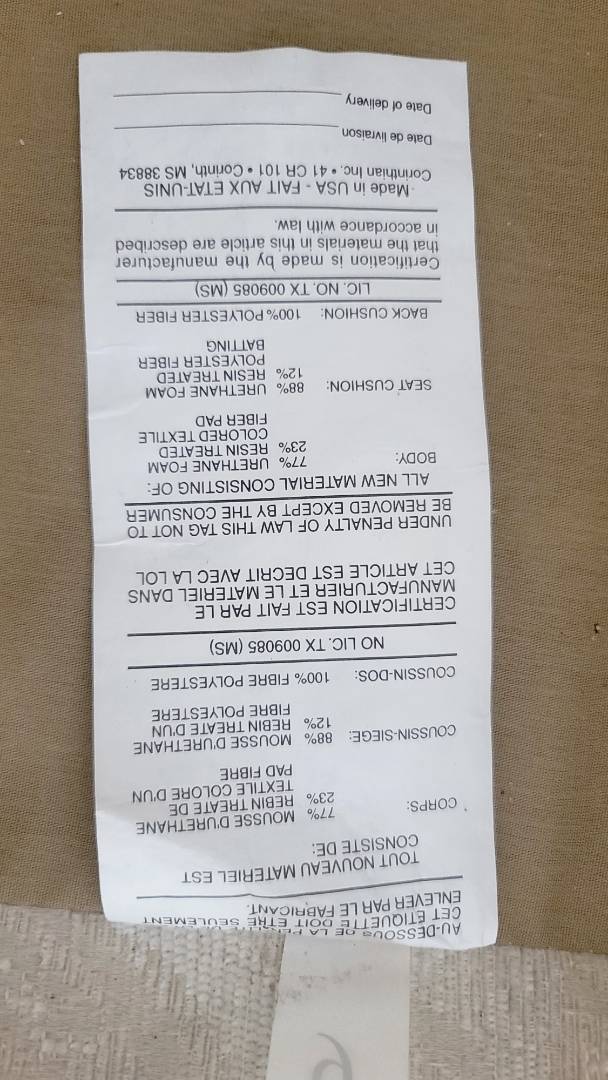 AU-DESSOUS DE LA
CET ÉTIQUETTE DOIT ETRE SEULEMENT
ENLEVER PAR LE FABRICANT.
TOUT NOUVEAU MATERIEL EST
CONSISTE DE:
CORPS: 77% MOUSSE D'URETHANE
23% REBIN TREATE DE
TEXTILE COLORE D'UN
PAD FIBRE
COUSSIN-SIEGE: 88% MOUSSE D'URETHANE
12% REBIN TREATE D'UN
FIBRE POLYESTERE
COUSSIN-DOS: 100% FIBRE POLYESTERE
NO LIC. TX 009085 (MS)
CERTIFICATION EST FAIT PAR LE
MANUFACTURIER ET LE MATERIEL DANS
CET ARTICLE EST DECRIT AVEC LA LOL
UNDER PENALTY OF LAW THIS TAG NOT TO
BE REMOVED EXCEPT BY THE CONSUMER
ALL NEW MATERIAL CONSISTING OF:
BODY: 77% URETHANE FOAM
23% RESIN TREATED
COLORED TEXTILE
FIBER PAD
SEAT CUSHION: 88% URETHANE FOAM
12% RESIN TREATED
POLYESTER FIBER
BATTING
BACK CUSHION: 100% POLYESTER FIBER
LIC. NO. TX 009085 (MS)
Certification is made by the manufacturer
that the materials in this article are described
in accordance with law.
Made in USA - FAIT AUX ETAT-UNIS
Corinthian Inc. • 41 CR 101 • Corinth, MS 38834
Date de livraison
Date of delivery